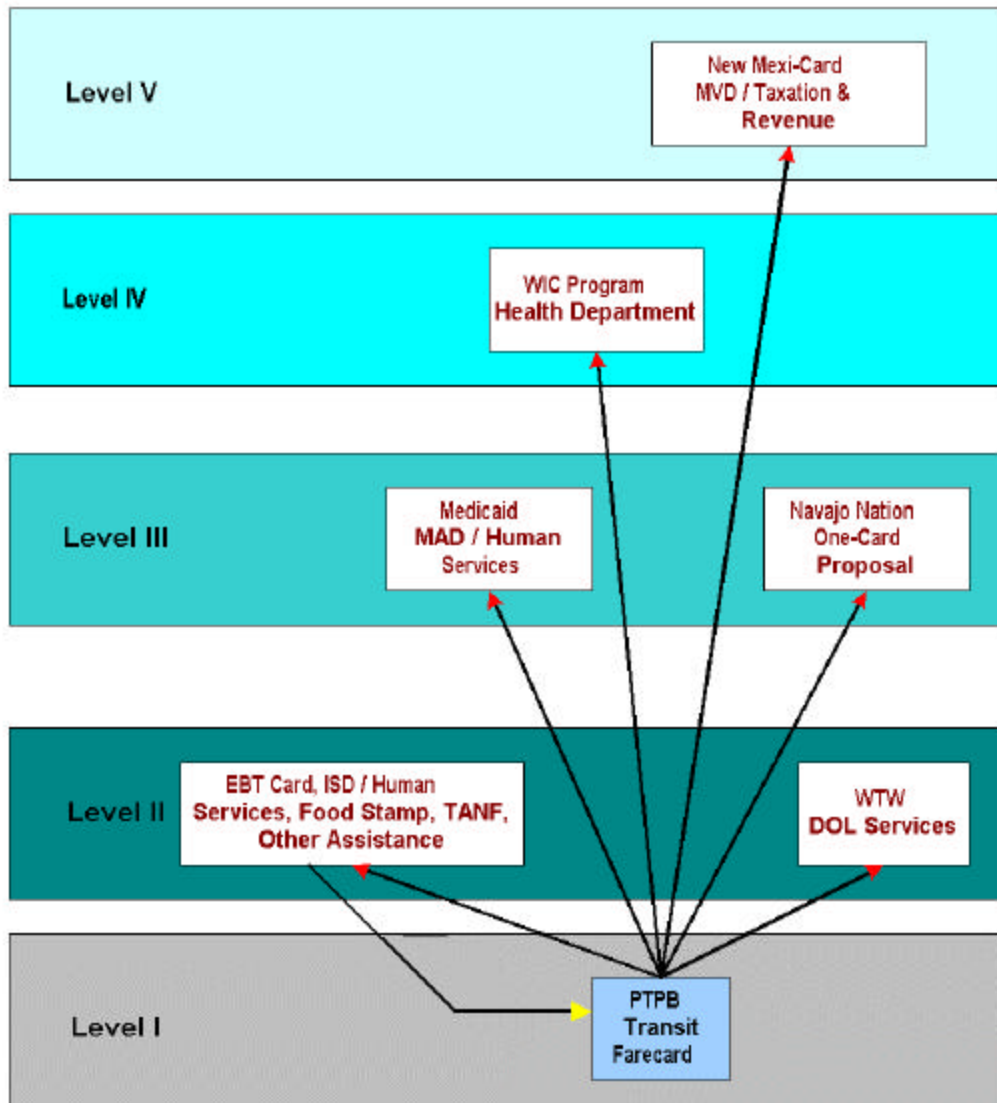 Level V
New Mexi-Card
MVD / Taxation &
Revenue
Level IV
WIC Program
Health Department
Level III
Medicaid
MAD / Human
Services
Navajo Nation
One-Card
Proposal
Level II
EBT Card, ISD / Human
Services, Food Stamp, TANF,
Other Assistance
WTW
DOL Services
Level I
PTPB
Transit
Farecard